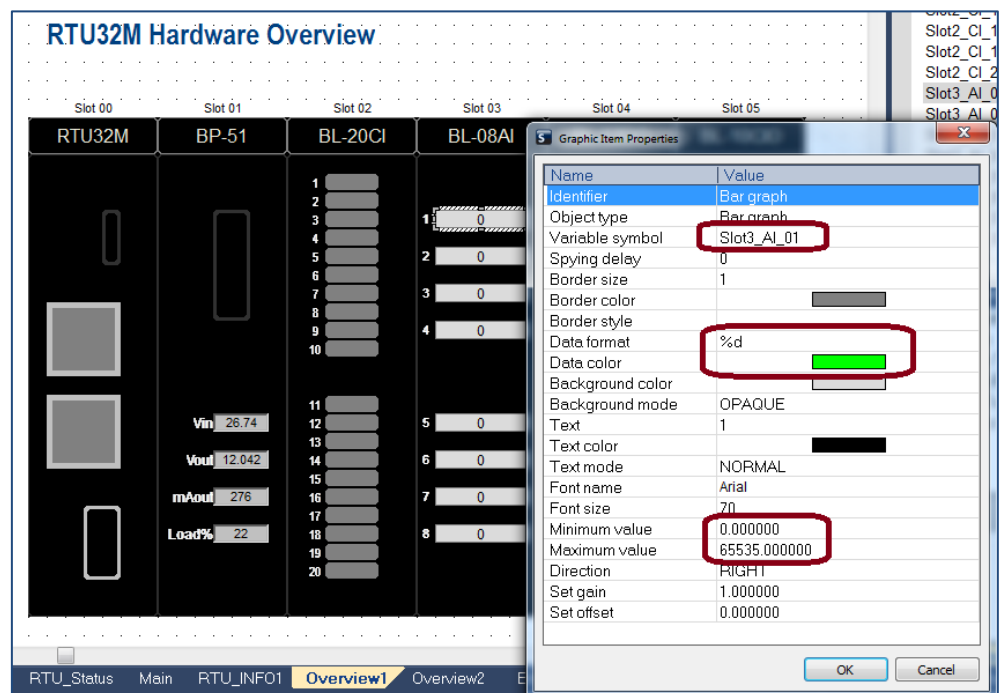 RTU32M Hardware Overview
Slot 00 Slot 01 Slot 02 Slot 03 Slot 04 Slot 05
RTU32M BP-51 BL-20CI BL-08AI
1
2
3
4
5
6
7
8
9
10
11
12
13
14
15
16
17
18
19
20
Vin 26.74
Vout 12.042
mAout 276
Load% 22
1 0
2 0
3 0
4 0
5 0
6 0
7 0
8 0
Slot2_CI_1
Slot2_CI_1
Slot2_CI_2
Slot3_AI_0
Slot3_AI_0
S Graphic Item Properties
Name Value
Identifier Bar graph
Object type Bar graph
Variable symbol Slot3_AI_01
Spying delay 0
Border size 1
Border color
Border style
Data format %d
Data color
Background color
Background mode OPAQUE
Text 1
Text color
Text mode NORMAL
Font name Arial
Font size 70
Minimum value 0.000000
Maximum value 65535.000000
Direction RIGHT
Set gain 1.000000
Set offset 0.000000
OK Cancel
RTU_Status Main RTU_INFO1 Overview1 Overview2 E